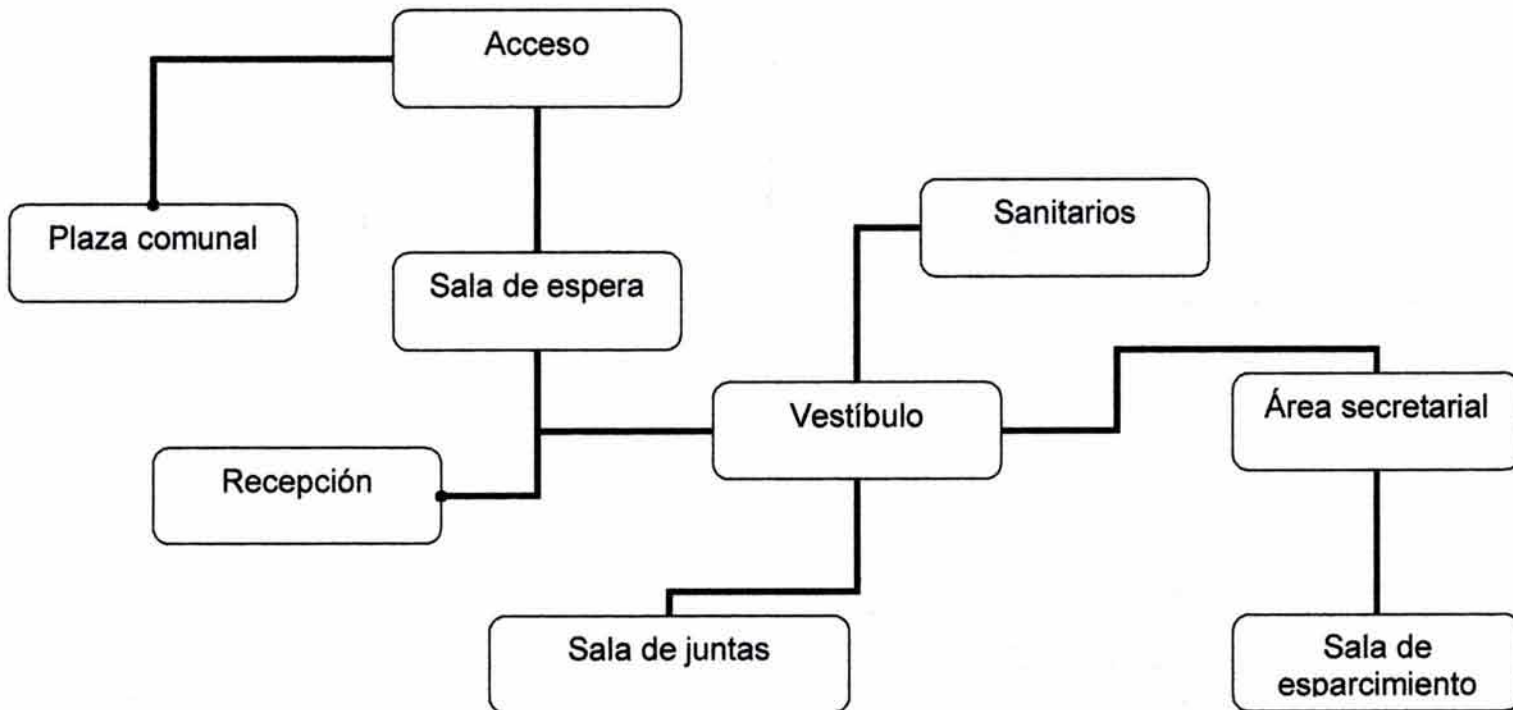 Acceso
Plaza comunal
Sanitarios
Sala de espera
Vestíbulo
Área secretarial
Recepción
Sala de juntas
Sala de
esparcimiento